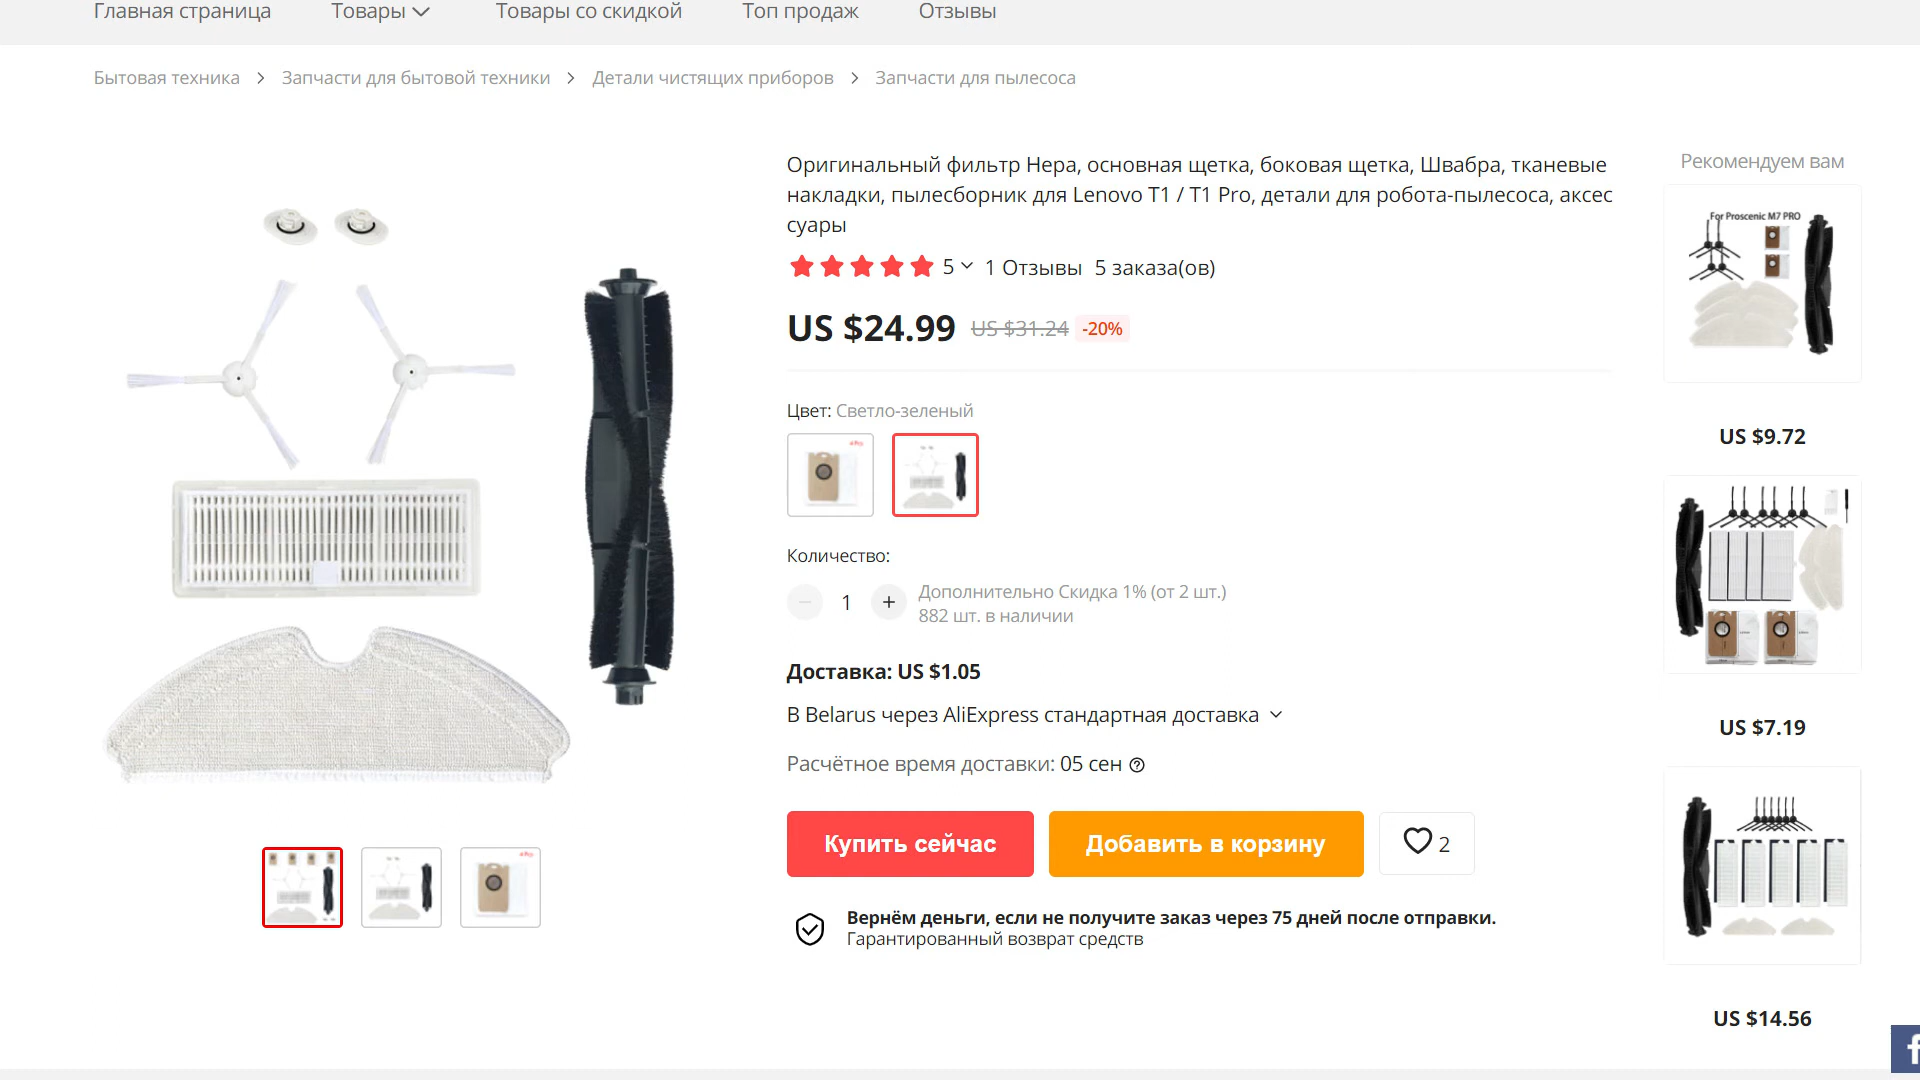 Главная страница
Товары
Товары со скидкой
Топ продаж
Отзывы
Бытовая техника > Запчасти для бытовой техники > Детали чистящих приборов > Запчасти для пылесоса
Оригинальный фильтр Hepa, основная щетка, боковая щетка, Швабра, тканевые
накладки, пылесборник для Lenovo T1 / T1 Pro, детали для робота-пылесоса, аксес
суары
5
1 Отзывы
5 заказа(ов)
US $24.99
US $31.24
-20%
Цвет: Светло-зеленый
Количество:
1
+
Дополнительно Скидка 1% (от 2 шт.)
882 шт. в наличии
Доставка: US $1.05
В Belarus через AliExpress стандартная доставка
Расчётное время доставки: 05 сен
Купить сейчас
Добавить в корзину
2
Вернём деньги, если не получите заказ через 75 дней после отправки.
Гарантированный возврат средств
Рекомендуем вам
For Proscenic M7 PRO
US $9.72
US $7.19
US $14.56